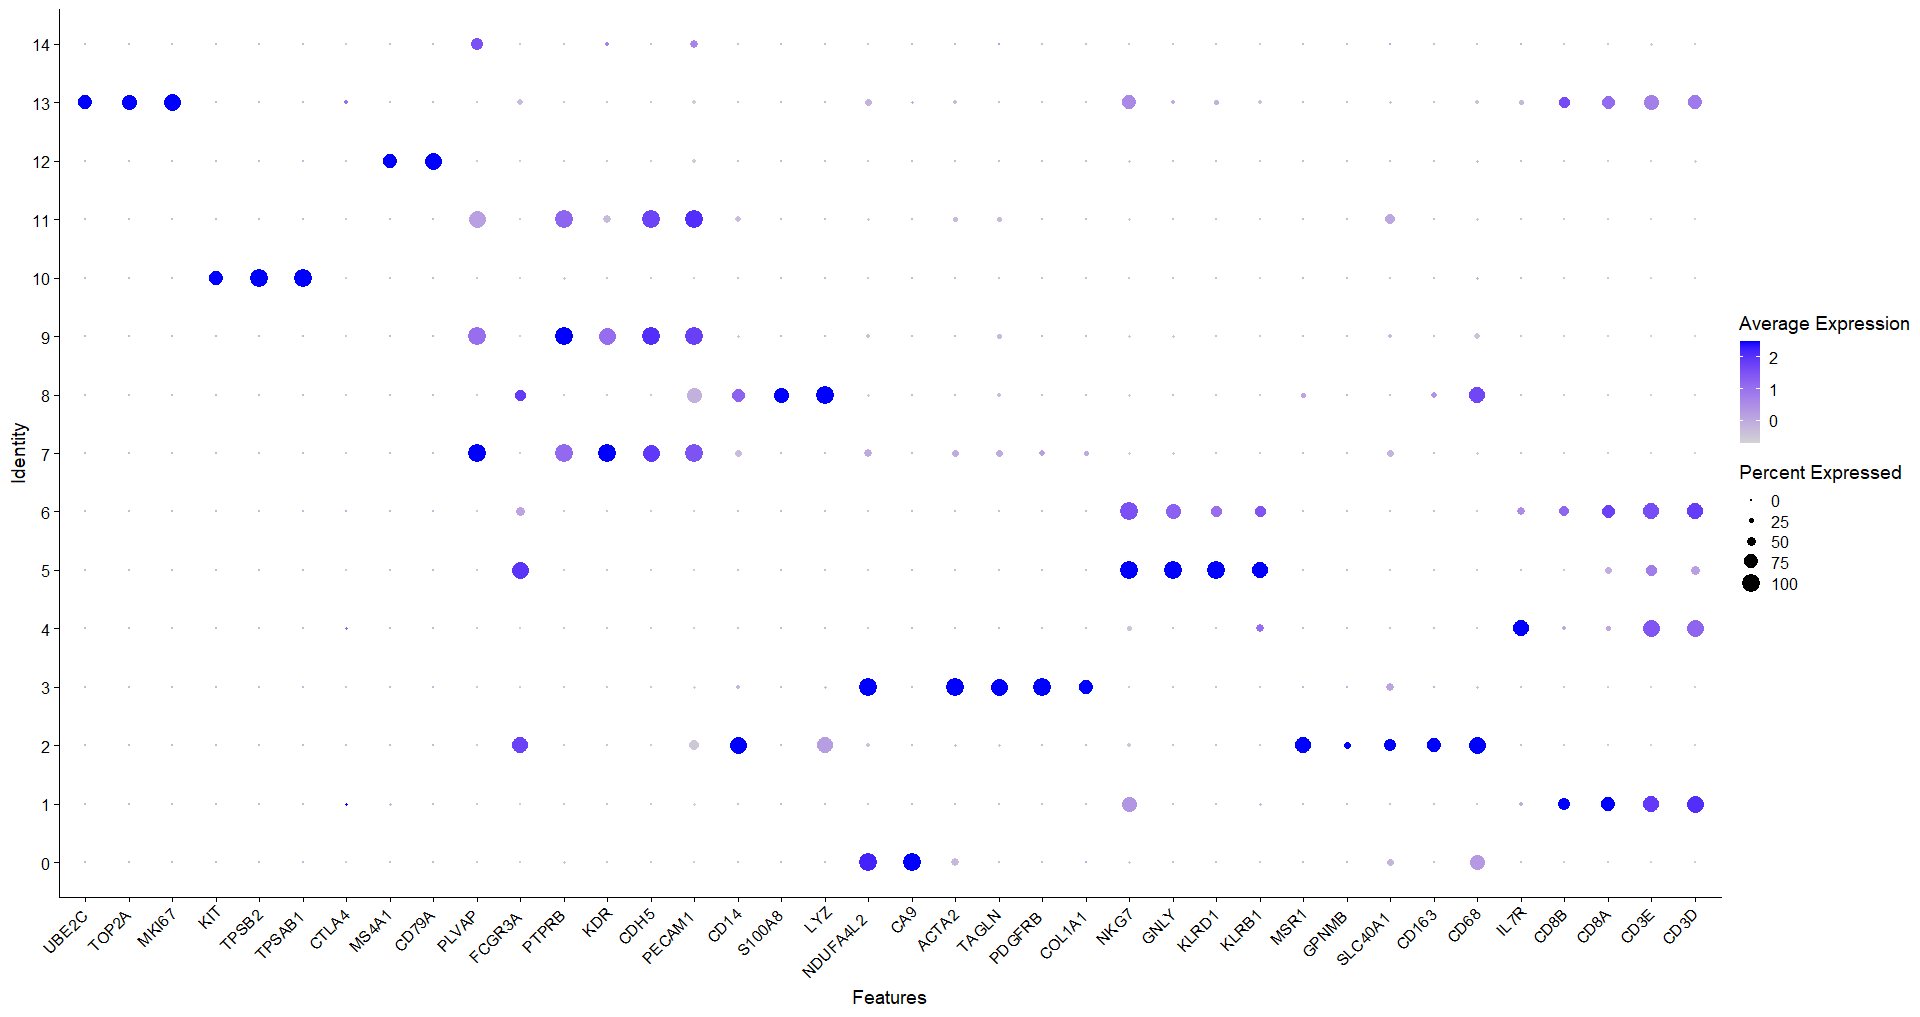 14
13
12
11
10
9
8
7
6
5
4
3
2
1
0
Identity
UBE2C
TOP2A
MKI67
KIT
TPSB2
TPSAB1
CTLA4
MS4A1
CD79A
PLVAP
FCGR3A
PTPRB
KDR
CDH5
PECAM1
CD14
S100A8
LYZ
NDUFA4L2
CA9
ACTA2
TAGLN
PDGFRB
COL1A1
NKG7
GNLY
KLRD1
KLRB1
MSR1
GPNMB
SLC40A1
CD163
CD68
IL7R
CD8B
CD8A
CD3E
CD3D
Features
Average Expression
2
1
0
Percent Expressed
0
25
50
75
100